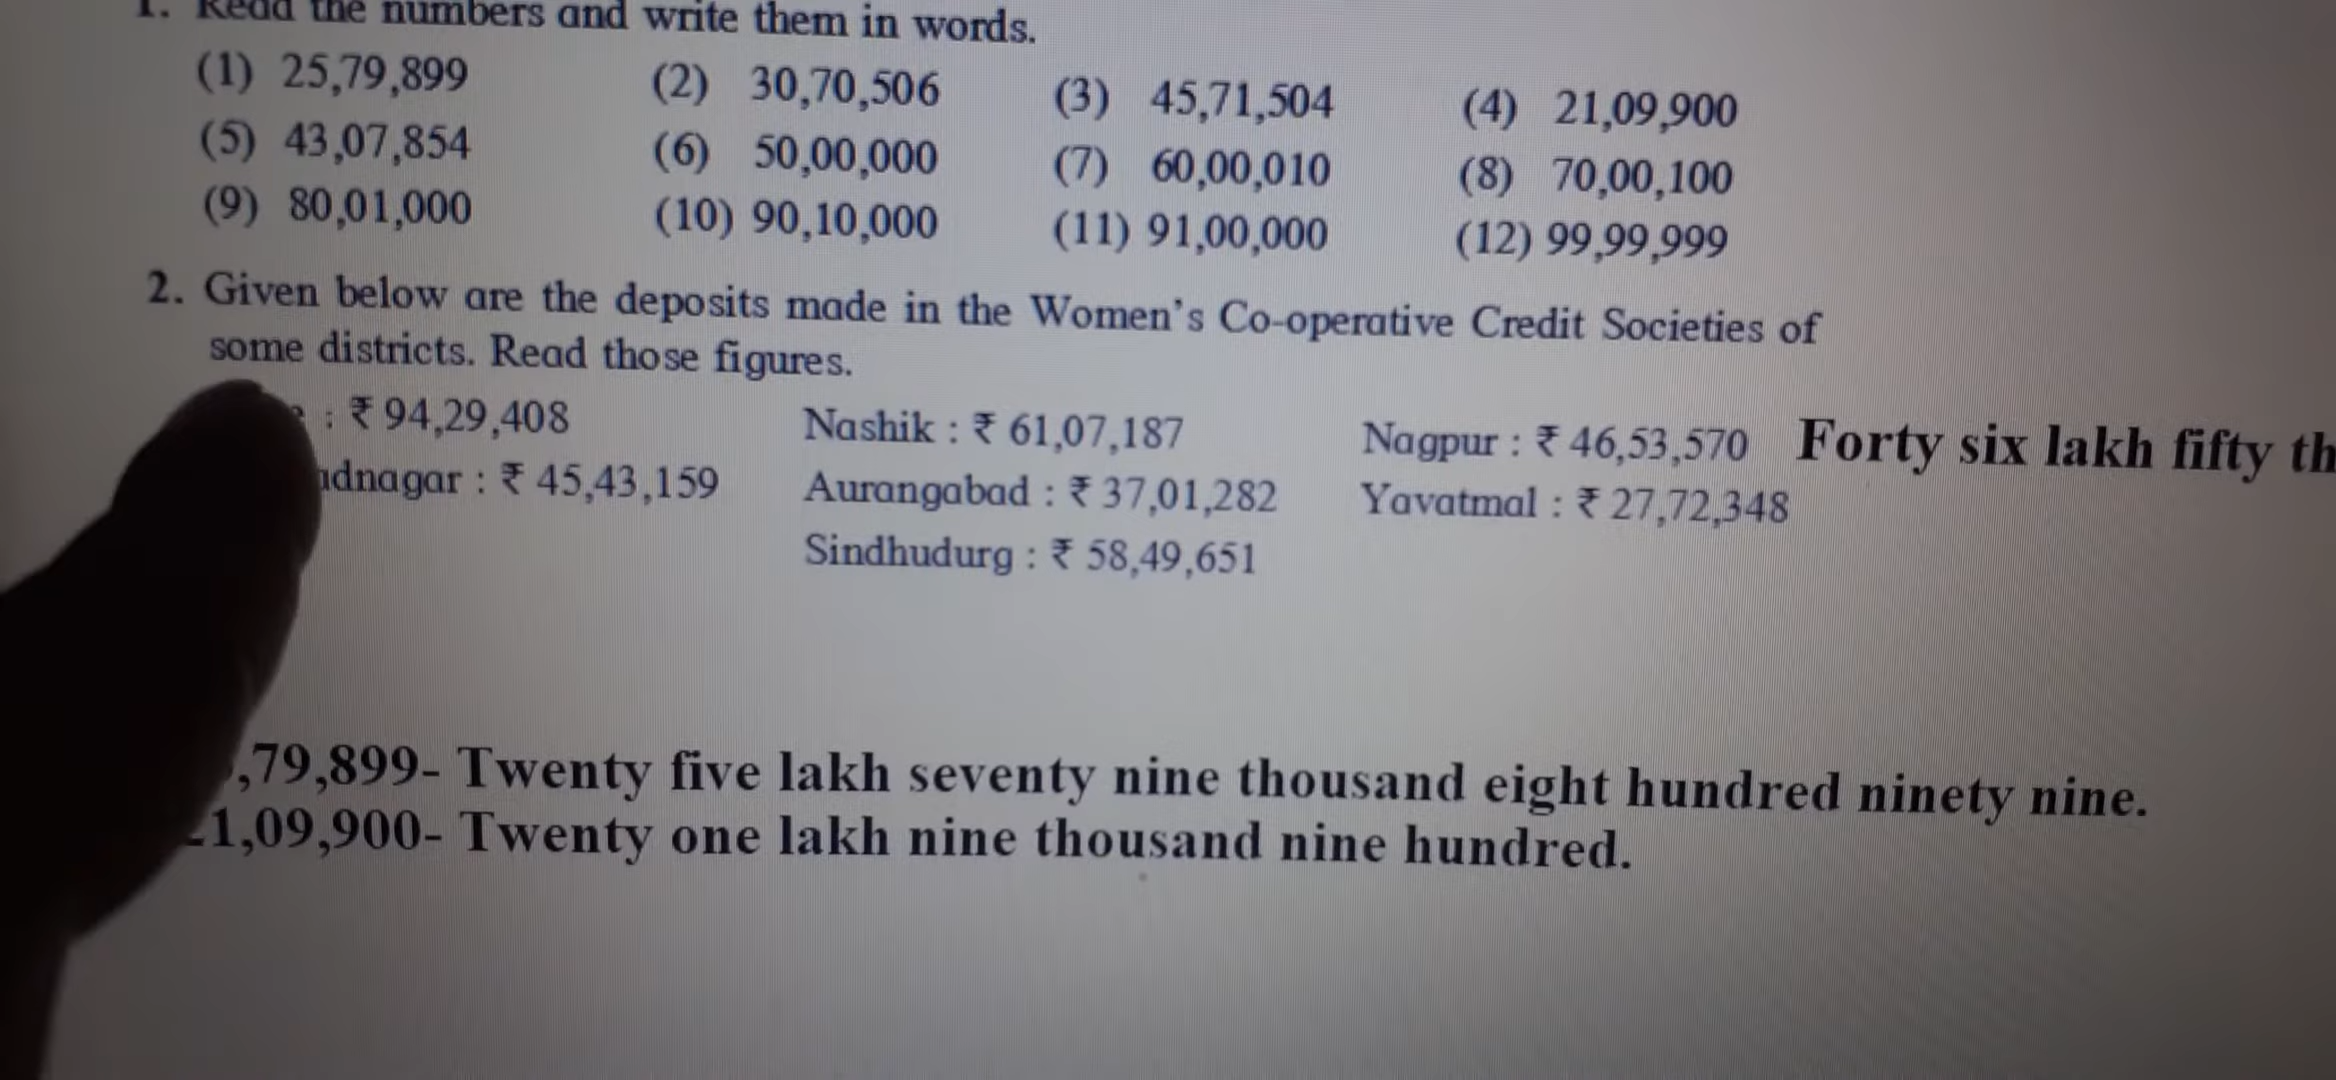 1. Read the numbers and write them in words.
(1) 25,79,899 (2) 30,70,506 (3) 45,71,504 (4) 21,09,900
(5) 43,07,854 (6) 50,00,000 (7) 60,00,010 (8) 70,00,100
(9) 80,01,000 (10) 90,10,000 (11) 91,00,000 (12) 99,99,999
2. Given below are the deposits made in the Women's Co-operative Credit Societies of
some districts. Read those figures.
: ₹ 94,29,408 Nashik : ₹ 61,07,187 Nagpur : ₹ 46,53,570 Forty six lakh fifty th
adnagar : ₹ 45,43,159 Aurangabad : ₹ 37,01,282 Yavatmal : ₹ 27,72,348
Sindhudurg : ₹ 58,49,651
,79,899- Twenty five lakh seventy nine thousand eight hundred ninety nine.
1,09,900- Twenty one lakh nine thousand nine hundred.